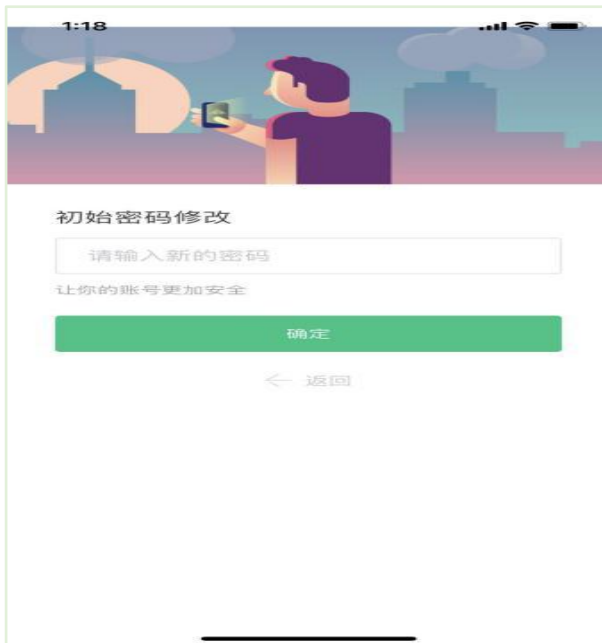 1:18
初始密码修改
请输入新的密码
让你的账号更加安全
确定
← 返回